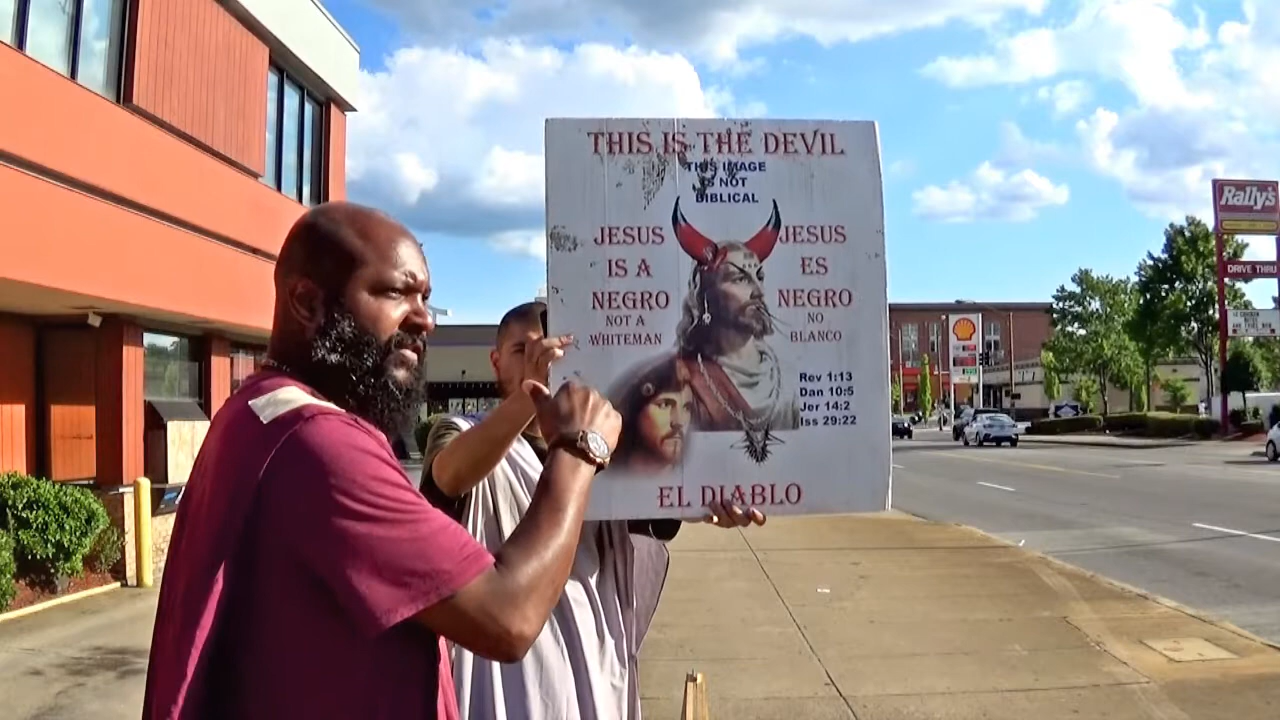 THIS IS THE DEVIL
THIS IMAGE
IS NOT
BIBLICAL
JESUS
IS A
NEGRO
NOT A
WHITEMAN
JESUS
ES
NEGRO
NO
BLANCO
Rev 1:13
Dan 10:5
Jer 14:2
Iss 29:22
EL DIABLO
Rally's
DRIVE THRU